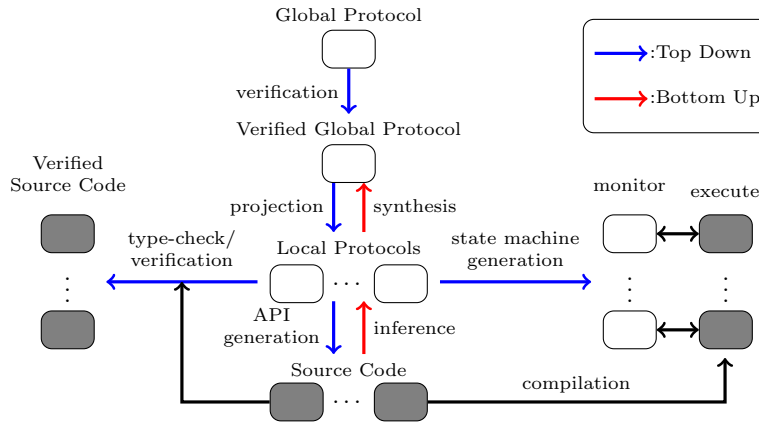 Global Protocol
:Top Down
verification
:Bottom Up
Verified Global Protocol
Verified
Source Code
monitor
execute
projection
synthesis
type-check/
verification
Local Protocols
state machine
generation
...
API
generation
inference
Source Code
...
compilation